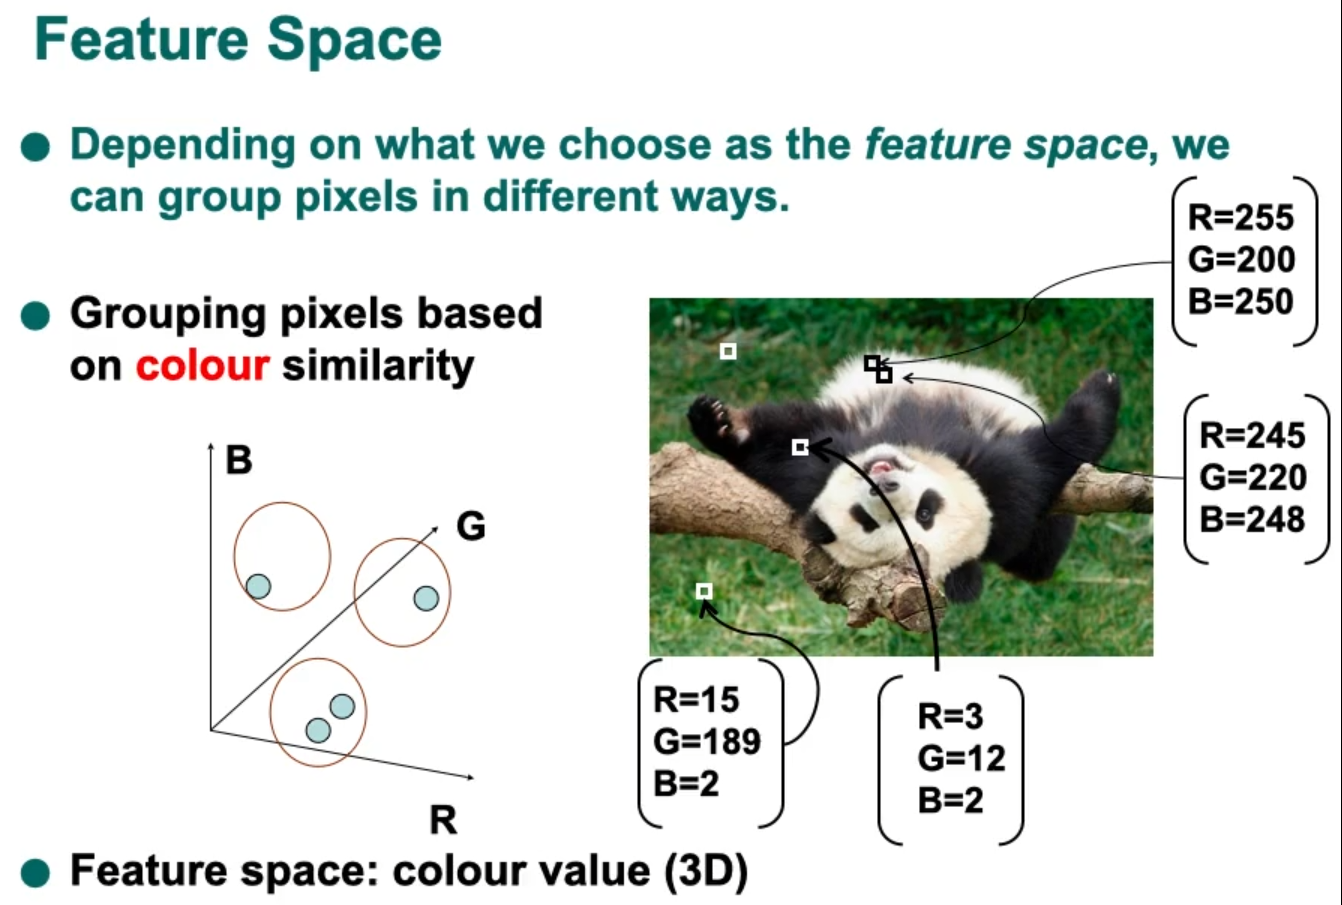 Feature Space
Depending on what we choose as the feature space, we
can group pixels in different ways.
R=255
G=200
B=250
Grouping pixels based
on colour similarity
R=245
G=220
B=248
B
G
R
R=15
G=189
B=2
R=3
G=12
B=2
Feature space: colour value (3D)